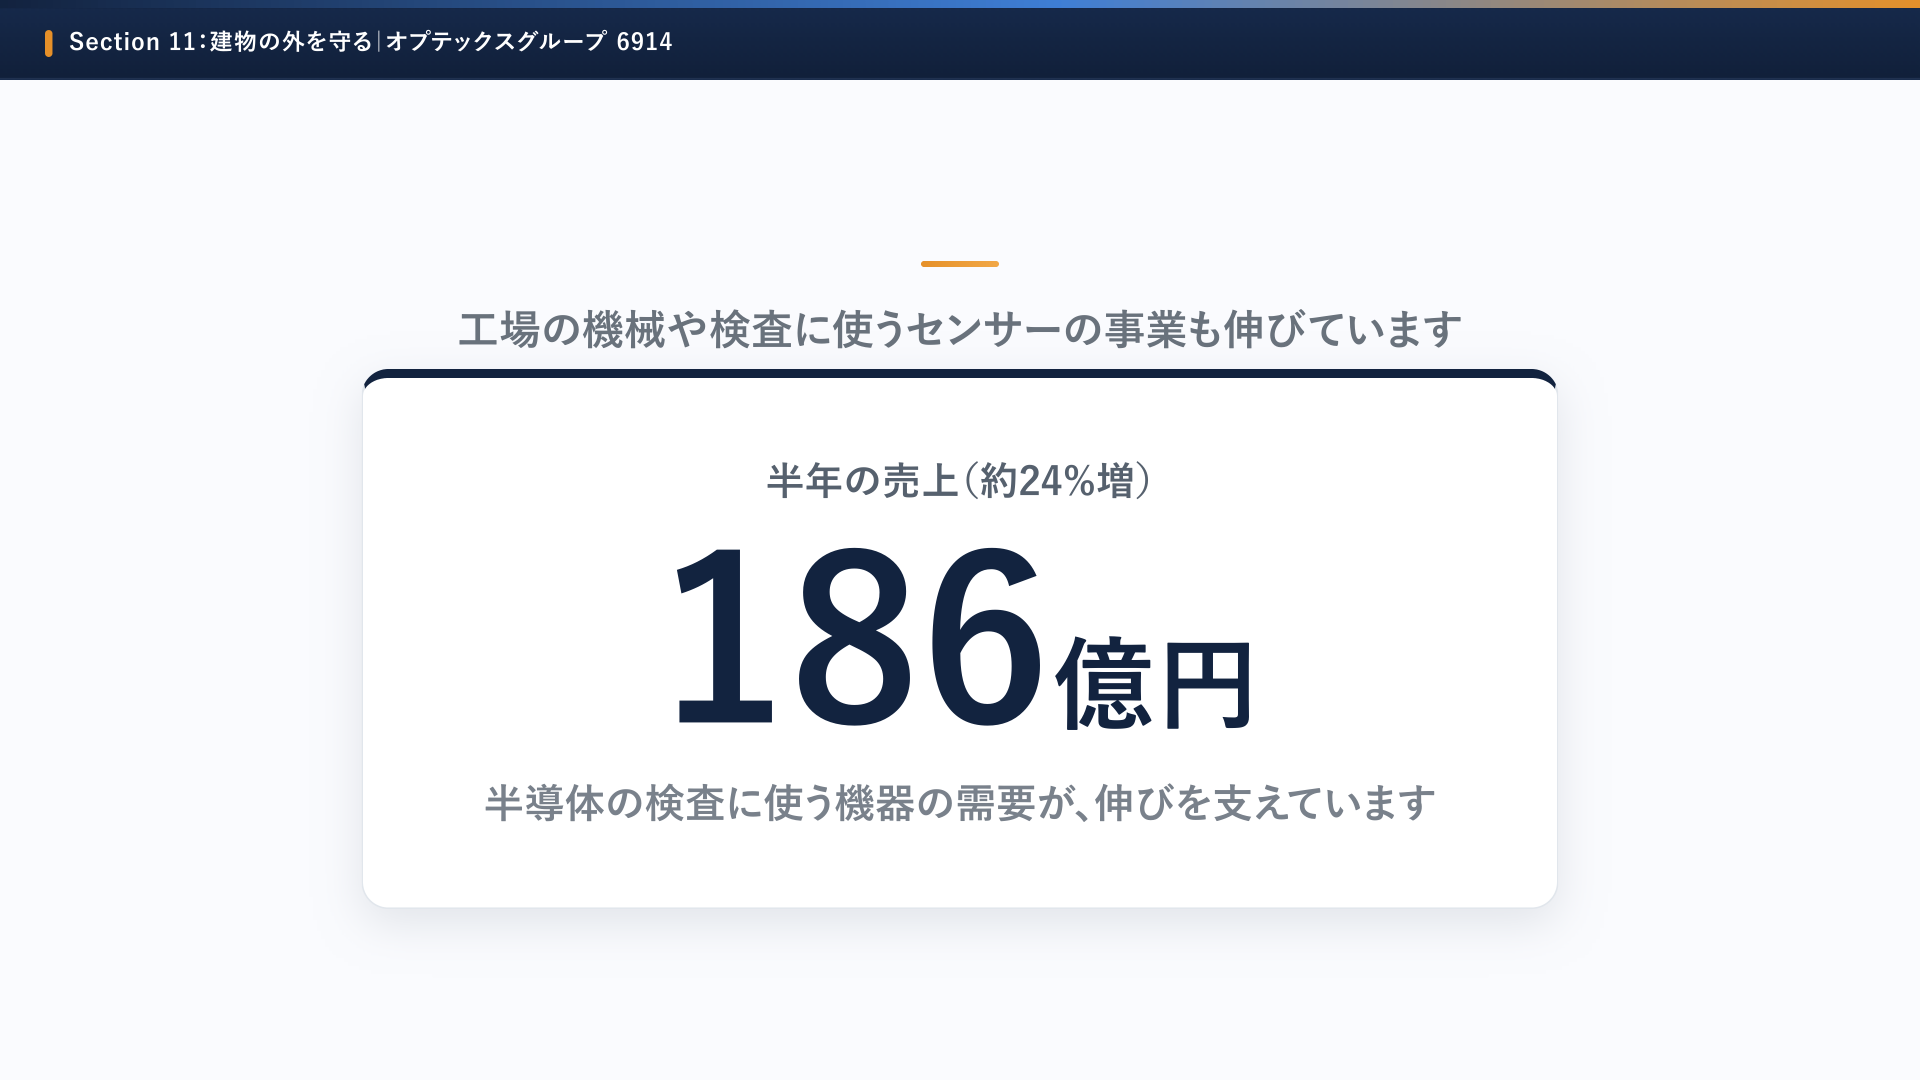 Section 11：建物の外を守る｜オプテックスグループ 6914
工場の機械や検査に使うセンサーの事業も伸びています
半年の売上（約24%増）
186億円
半導体の検査に使う機器の需要が、伸びを支えています